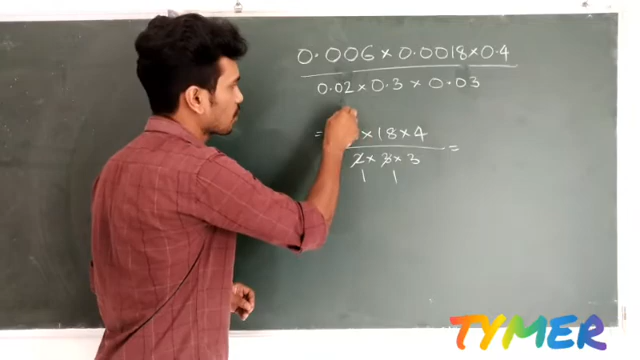 0.006 × 0.0018 × 0.4
0.02 × 0.3 × 0.03
= × 18 × 4 =
2 × 3 × 3
1 1
TYMER